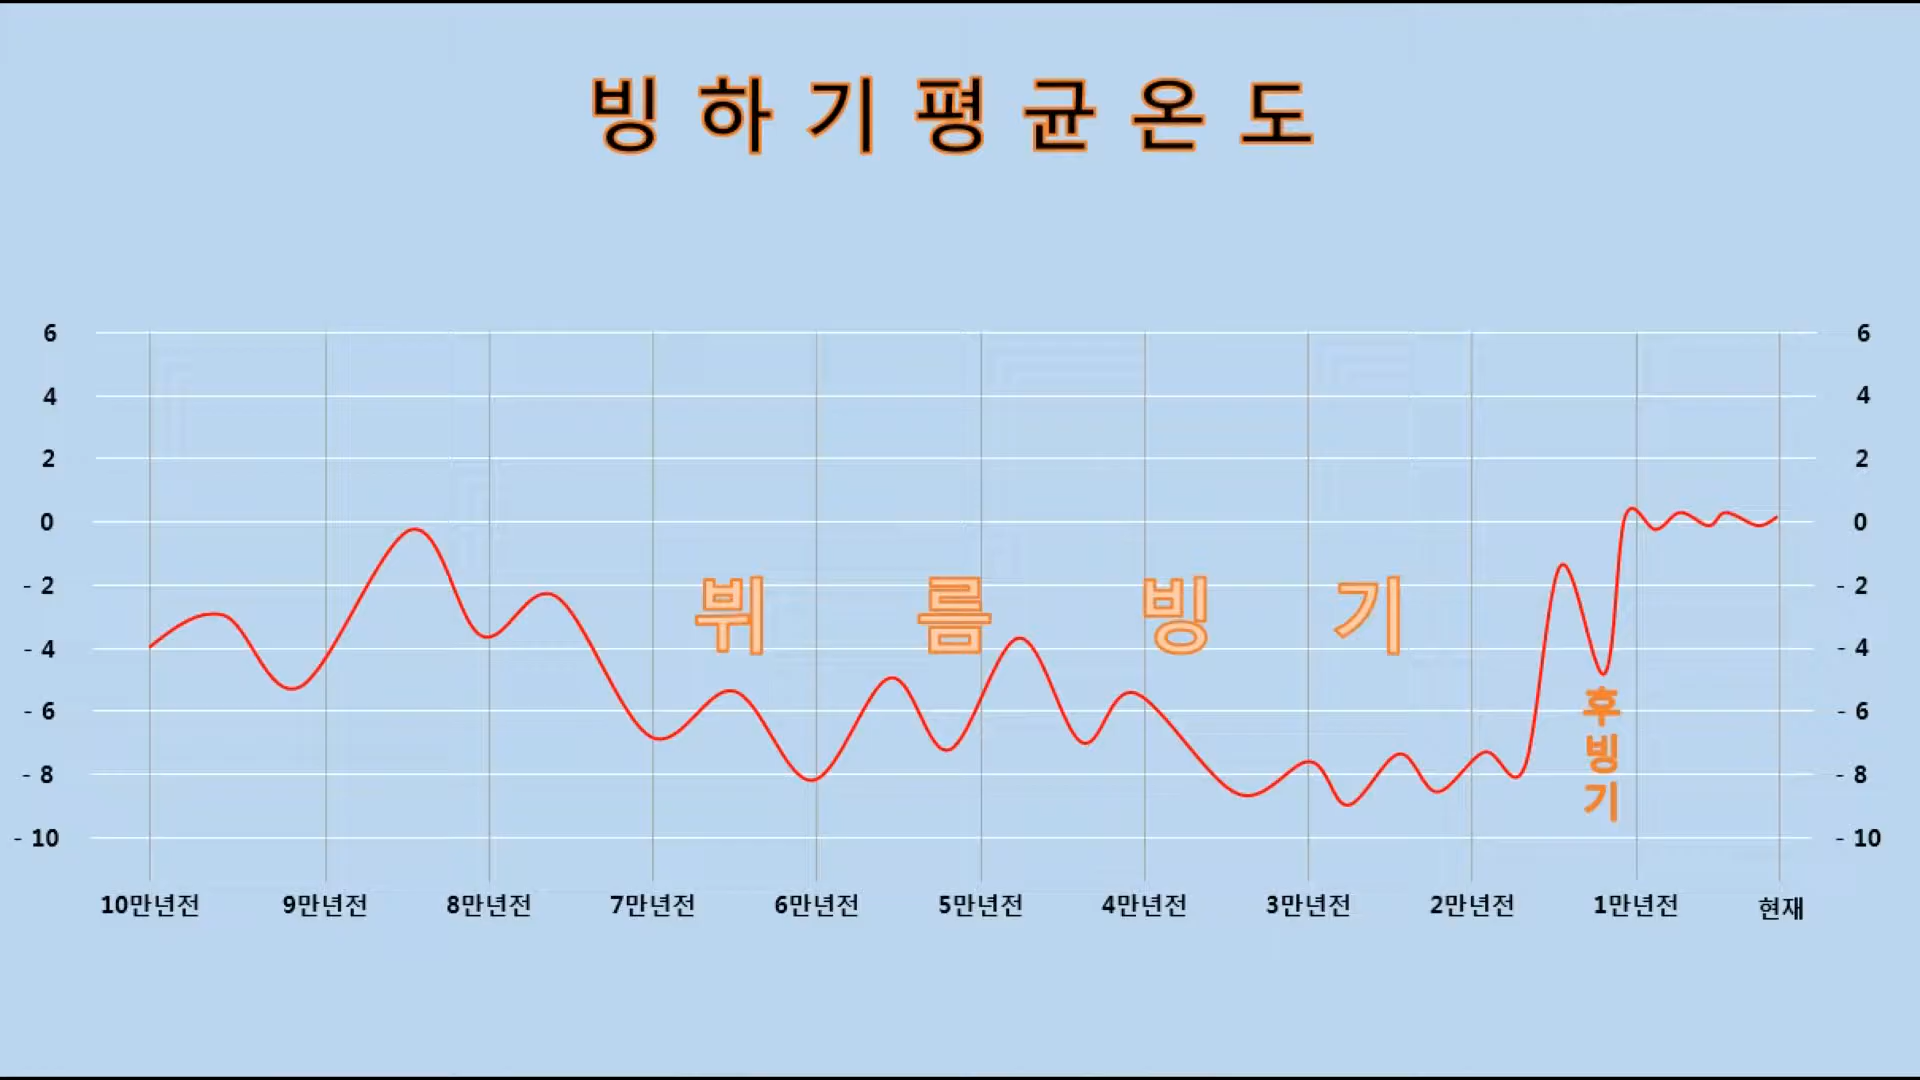 빙하기평균온도
6 6
4 4
2 2
0 0
- 2 - 2
- 4 - 4
- 6 - 6
- 8 - 8
- 10 - 10
뷔름빙기
후
빙
기
10만년전 9만년전 8만년전 7만년전 6만년전 5만년전 4만년전 3만년전 2만년전 1만년전 현재